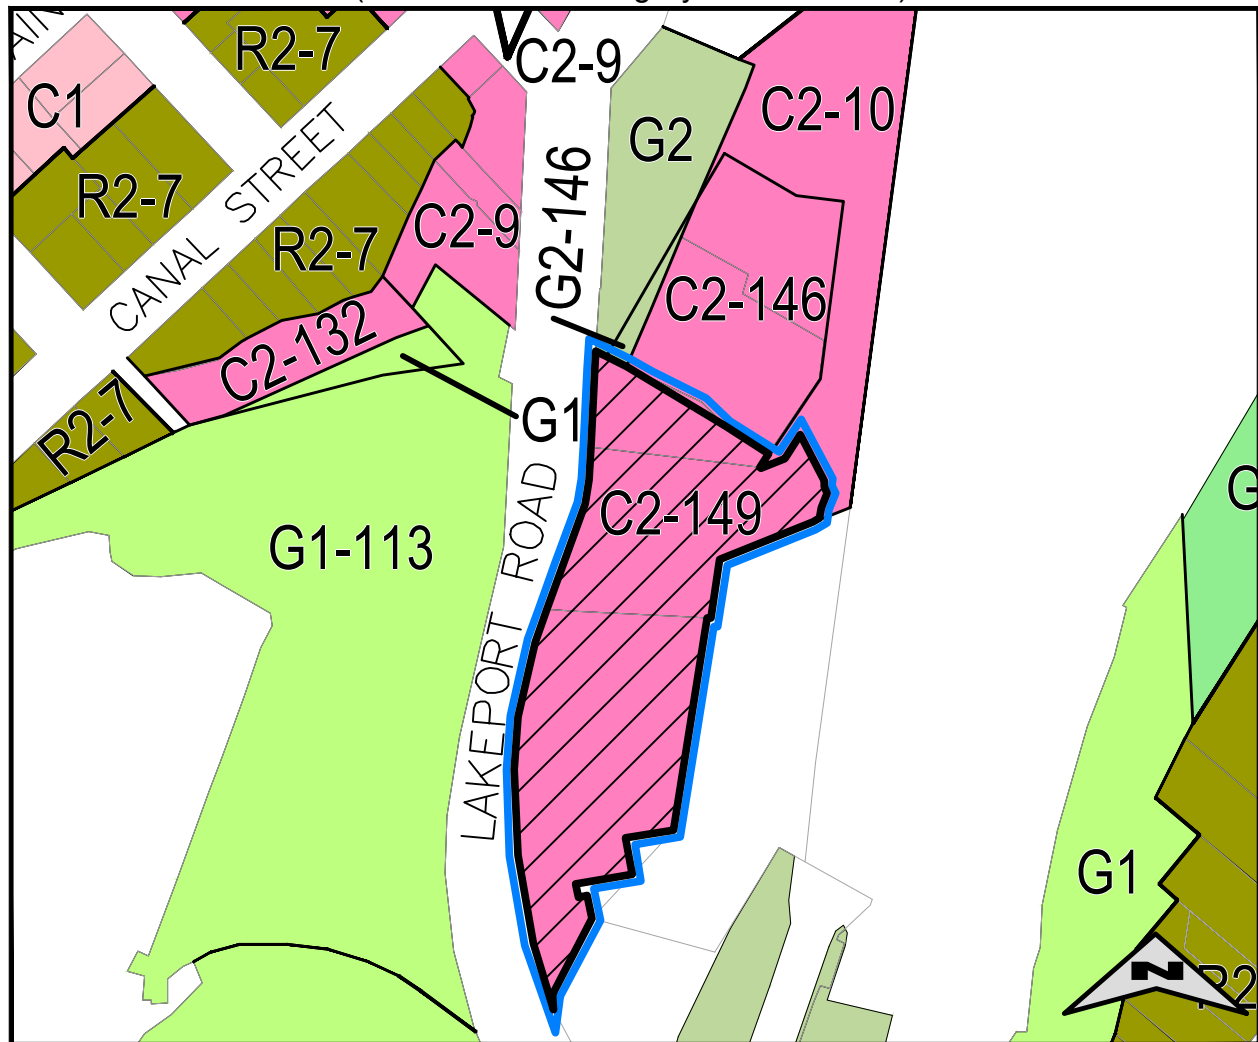 R2-7
C2-9
C1
C2-10
G2
CANAL STREET
R2-7
G2-146
C2-9
R2-7
C2-146
C2-132
G1
R2-7
G-
C2-149
G1-113
LAKEPORT ROAD
G1
N
R2